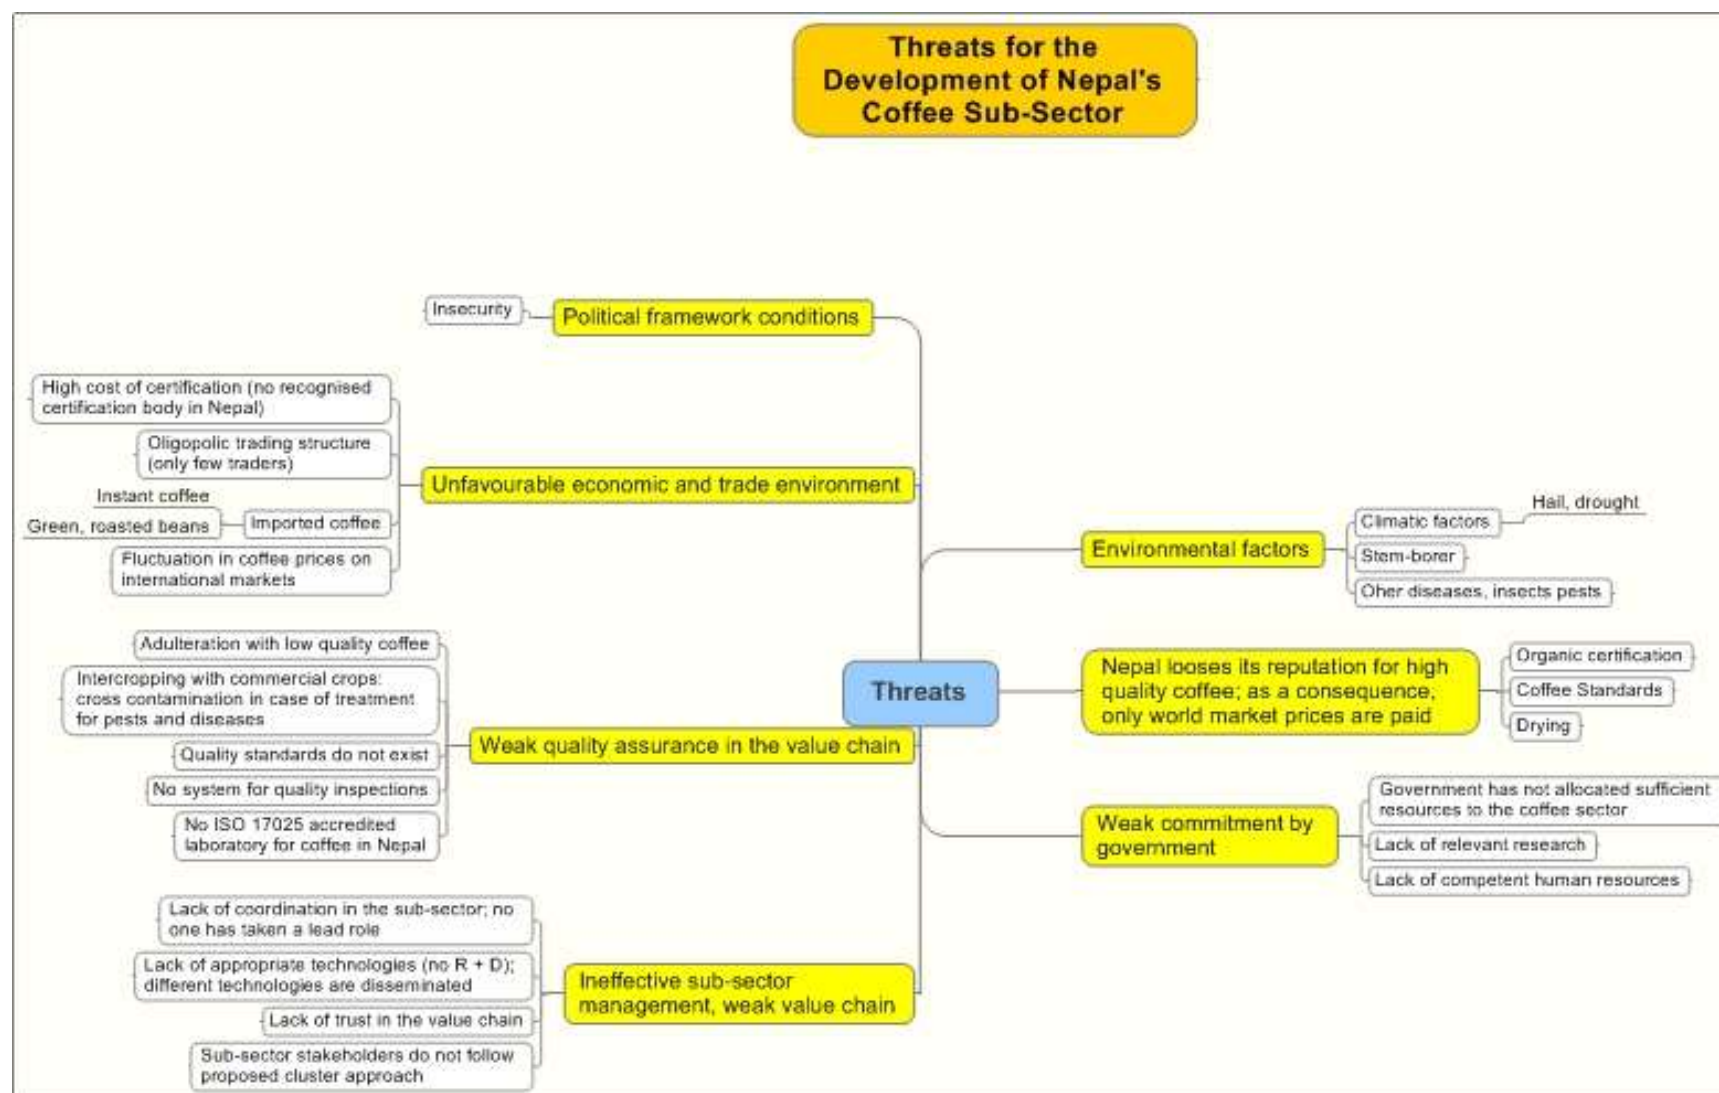 Threats for the
Development of Nepal's
Coffee Sub-Sector
Insecurity
Political framework conditions
High cost of certification (no recognised
certification body in Nepal)
Oligopolic trading structure
(only few traders)
Instant coffee
Green, roasted beans
Imported coffee
Fluctuation in coffee prices on
international markets
Unfavourable economic and trade environment
Adulteration with low quality coffee
Intercropping with commercial crops:
cross contamination in case of treatment
for pests and diseases
Quality standards do not exist
No system for quality inspections
No ISO 17025 accredited
laboratory for coffee in Nepal
Weak quality assurance in the value chain
Lack of coordination in the sub-sector; no
one has taken a lead role
Lack of appropriate technologies (no R + D);
different technologies are disseminated
Lack of trust in the value chain
Sub-sector stakeholders do not follow
proposed cluster approach
Ineffective sub-sector
management, weak value chain
Threats
Environmental factors
Climatic factors
Hail, drought
Stem-borer
Oher diseases, insects pests
Nepal looses its reputation for high
quality coffee; as a consequence,
only world market prices are paid
Organic certification
Coffee Standards
Drying
Weak commitment by
government
Government has not allocated sufficient
resources to the coffee sector
Lack of relevant research
Lack of competent human resources